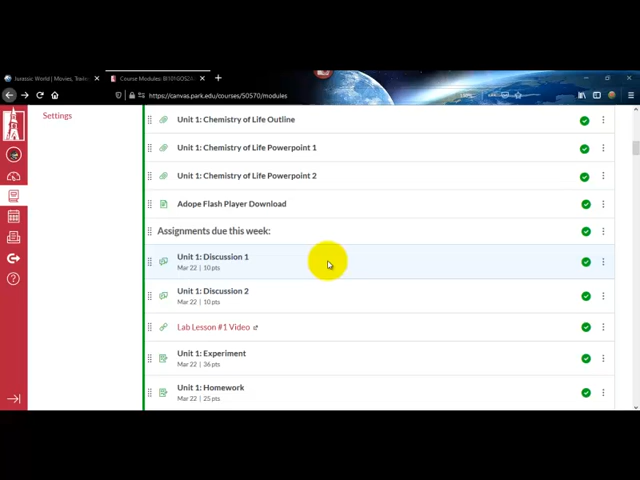 Jurassic World | Movies, Trailer
Course Modules: BI101DS2A
https://canvas.park.edu/courses/50570/modules
Settings
Unit 1: Chemistry of Life Outline
Unit 1: Chemistry of Life Powerpoint 1
Unit 1: Chemistry of Life Powerpoint 2
Adope Flash Player Download
Assignments due this week:
Unit 1: Discussion 1
Mar 22 | 10 pts
Unit 1: Discussion 2
Mar 22 | 10 pts
Lab Lesson #1 Video
Unit 1: Experiment
Mar 22 | 36 pts
Unit 1: Homework
Mar 22 | 25 pts